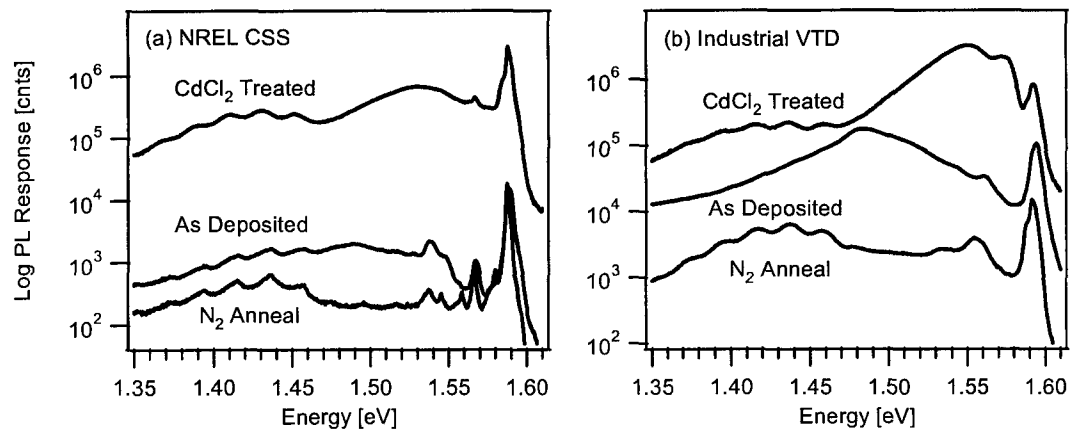 (a) NREL CSS
CdCl2 Treated
As Deposited
N2 Anneal
Log PL Response [cnts]
10^6
10^5
10^4
10^3
10^2
1.35 1.40 1.45 1.50 1.55 1.60
Energy [eV]
(b) Industrial VTD
CdCl2 Treated
As Deposited
N2 Anneal
10^6
10^5
10^4
10^3
10^2
1.35 1.40 1.45 1.50 1.55 1.60
Energy [eV]